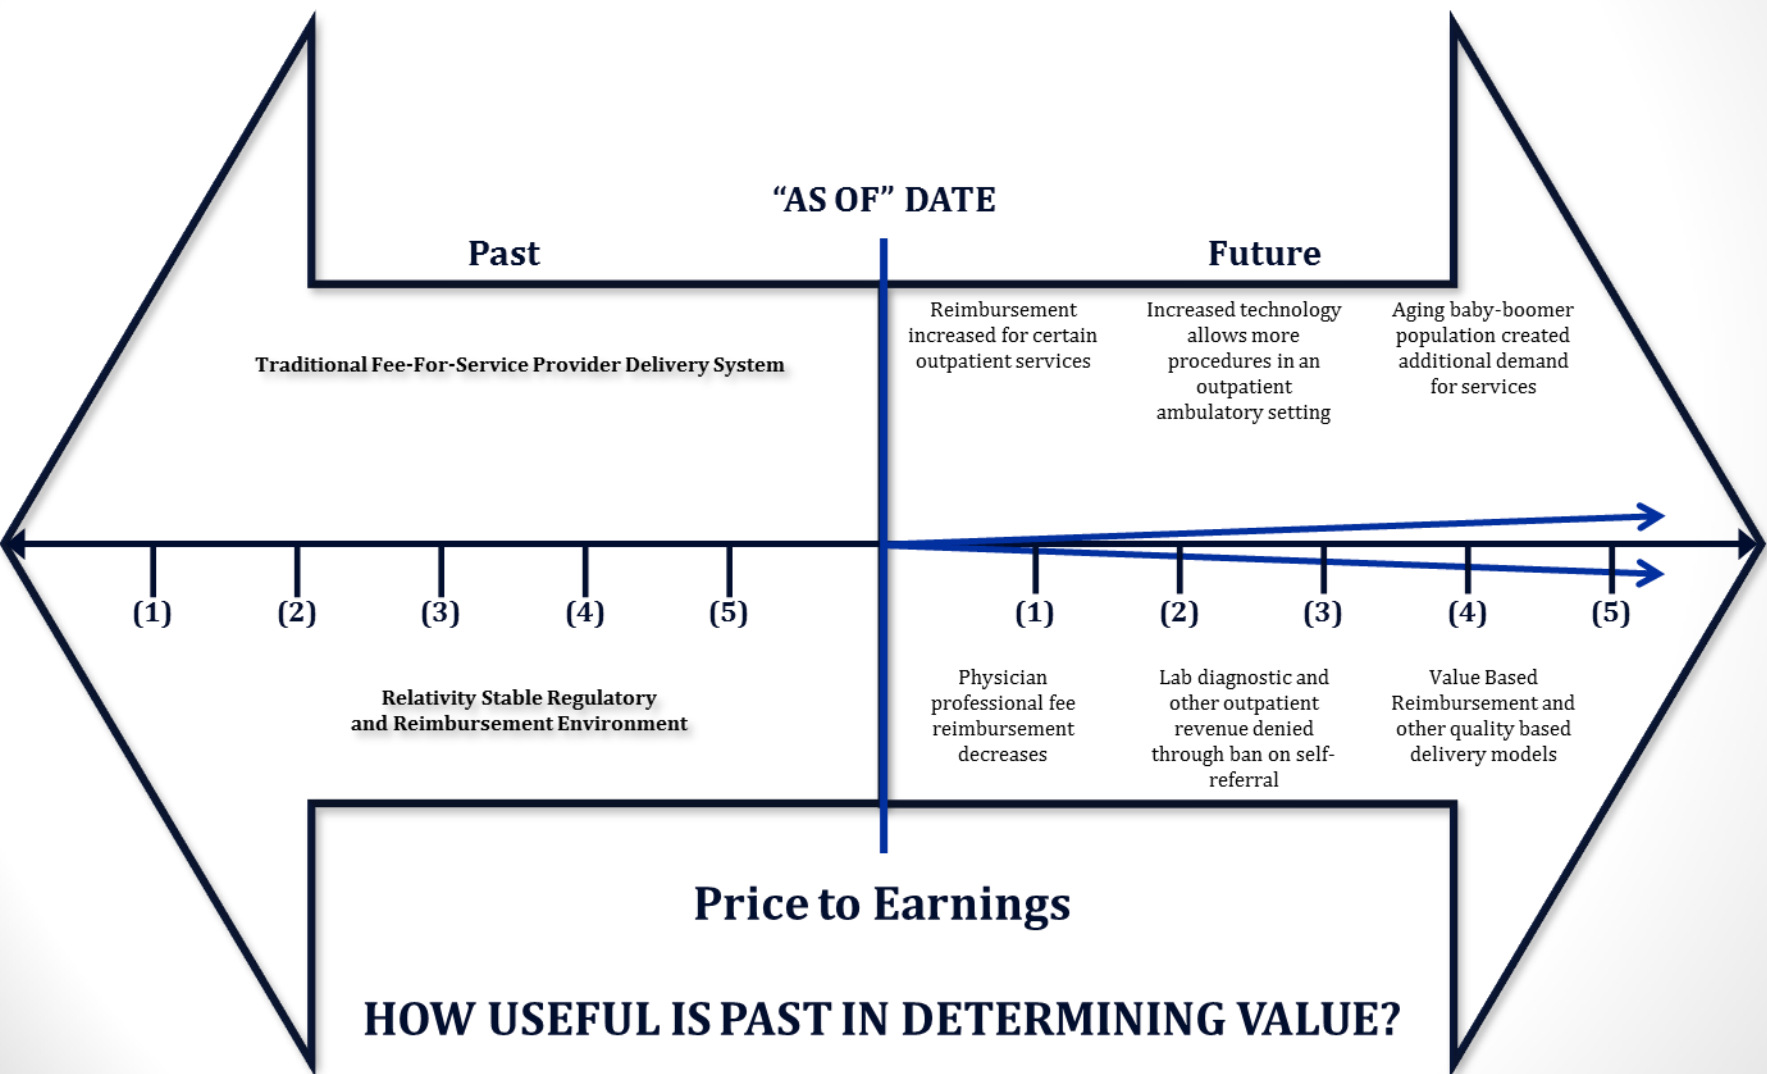 “AS OF” DATE
Past
Future
Traditional Fee-For-Service Provider Delivery System
Reimbursement
increased for certain
outpatient services
Increased technology
allows more
procedures in an
outpatient
ambulatory setting
Aging baby-boomer
population created
additional demand
for services
(1)
(2)
(3)
(4)
(5)
(1)
(2)
(3)
(4)
(5)
Relativity Stable Regulatory
and Reimbursement Environment
Physician
professional fee
reimbursement
decreases
Lab diagnostic and
other outpatient
revenue denied
through ban on self-
referral
Value Based
Reimbursement and
other quality based
delivery models
Price to Earnings
HOW USEFUL IS PAST IN DETERMINING VALUE?